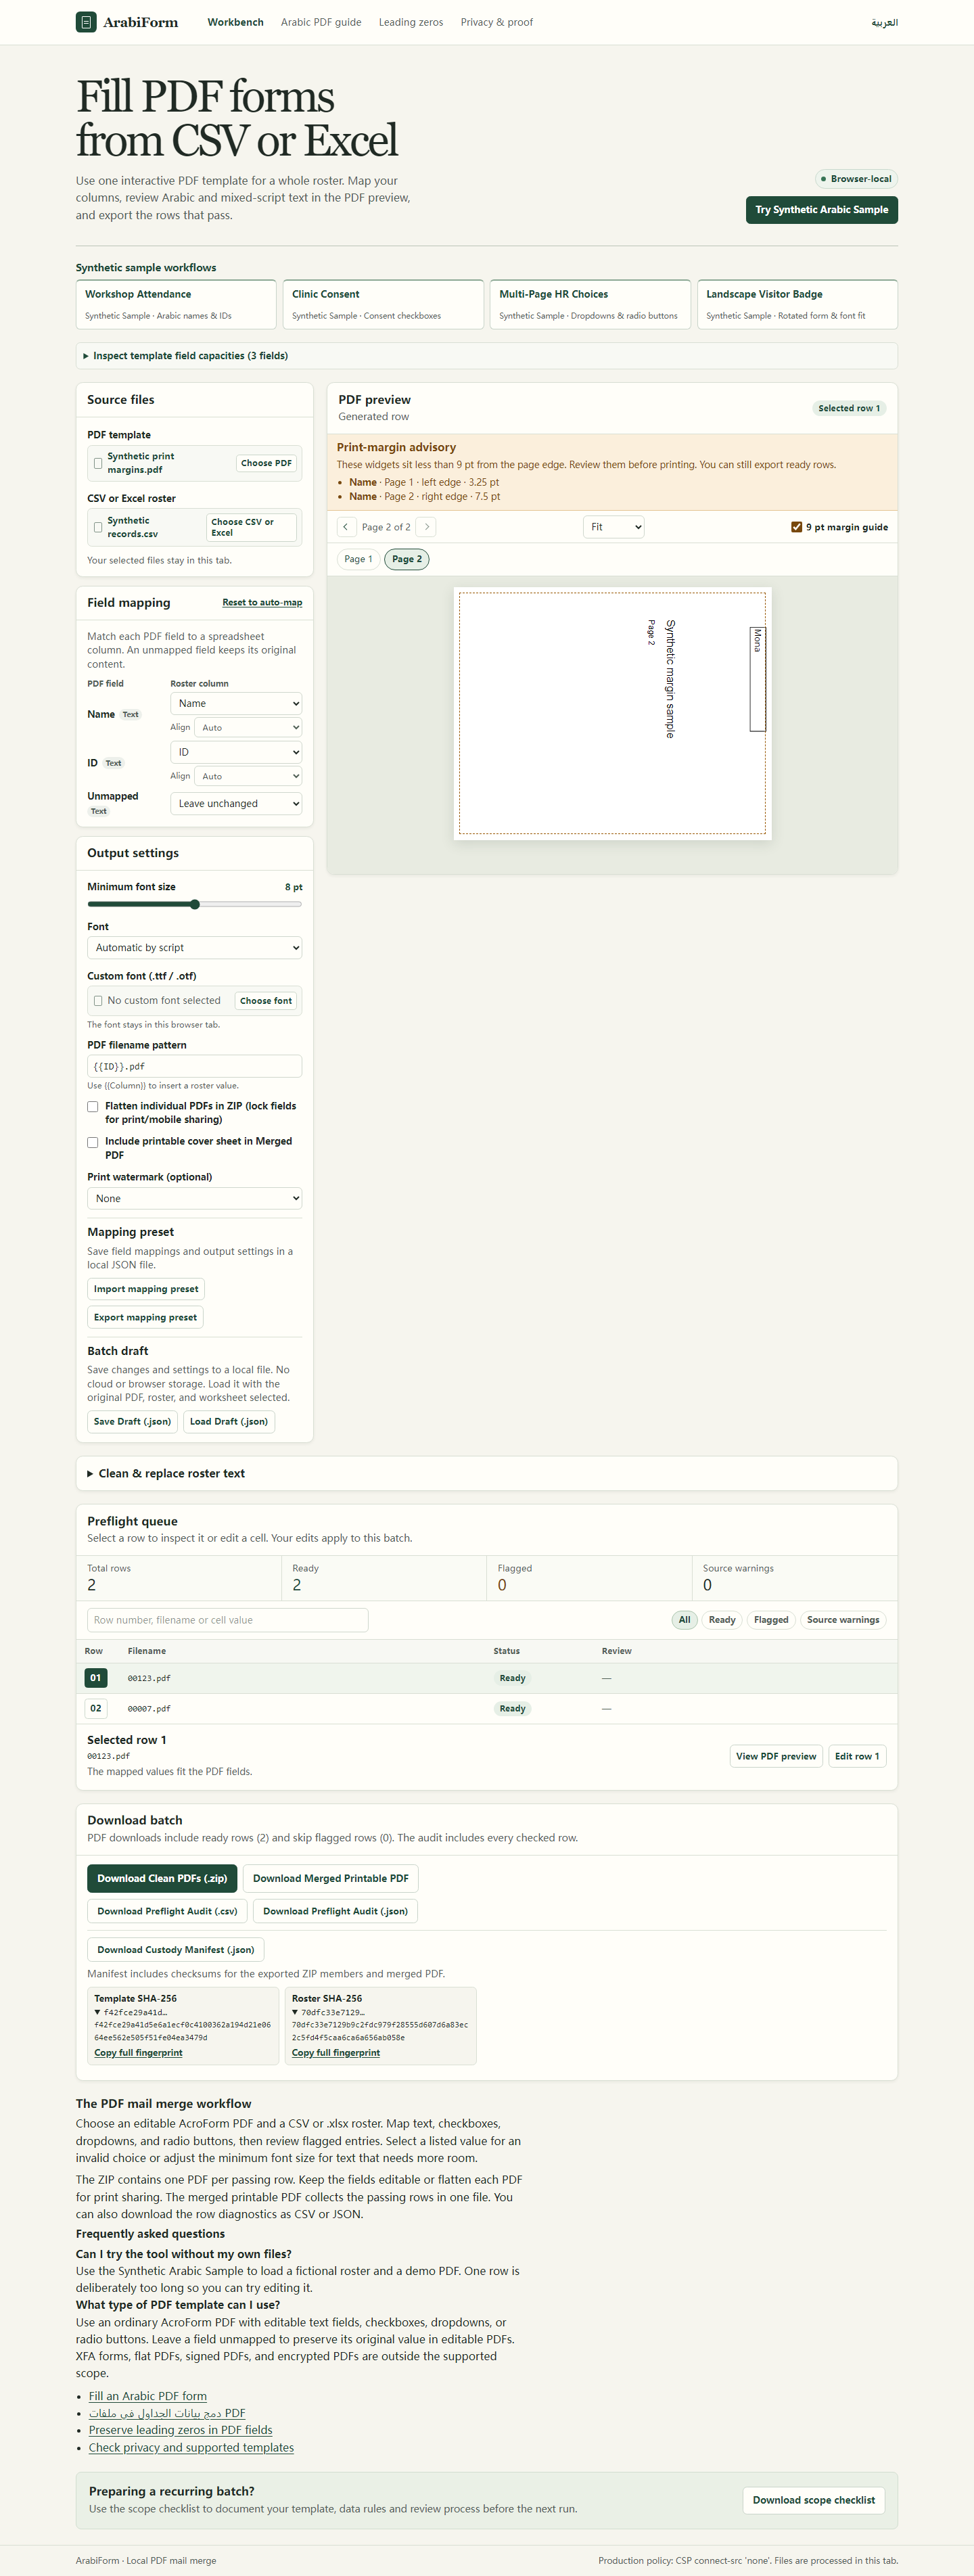 ArabiForm
Workbench
Arabic PDF guide
Leading zeros
Privacy & proof
العربية
Fill PDF forms
from CSV or Excel
Use one interactive PDF template for a whole roster. Map your
columns, review Arabic and mixed-script text in the PDF preview,
and export the rows that pass.
Browser-local
Try Synthetic Arabic Sample
Synthetic sample workflows
Workshop Attendance
Synthetic Sample · Arabic names & IDs
Clinic Consent
Synthetic Sample · Consent checkboxes
Multi-Page HR Choices
Synthetic Sample · Dropdowns & radio buttons
Landscape Visitor Badge
Synthetic Sample · Rotated form & font fit
Inspect template field capacities (3 fields)
Source files
PDF template
Synthetic print
margins.pdf
Choose PDF
CSV or Excel roster
Synthetic
records.csv
Choose CSV or
Excel
Your selected files stay in this tab.
Field mapping
Reset to auto-map
Match each PDF field to a spreadsheet
column. An unmapped field keeps its original
content.
PDF field
Roster column
Name Text
Name
Align Auto
ID Text
ID
Align Auto
Unmapped
Text
Leave unchanged
Output settings
Minimum font size
8 pt
Font
Automatic by script
Custom font (.ttf / .otf)
No custom font selected
Choose font
The font stays in this browser tab.
PDF filename pattern
{{ID}}.pdf
Use {{Column}} to insert a roster value.
Flatten individual PDFs in ZIP (lock fields
for print/mobile sharing)
Include printable cover sheet in Merged
PDF
Print watermark (optional)
None
Mapping preset
Save field mappings and output settings in a
local JSON file.
Import mapping preset
Export mapping preset
Batch draft
Save changes and settings to a local file. No
cloud or browser storage. Load it with the
original PDF, roster, and worksheet selected.
Save Draft (.json)
Load Draft (.json)
PDF preview
Generated row
Selected row 1
Print-margin advisory
These widgets sit less than 9 pt from the page edge. Review them before printing. You can still export ready rows.
Name · Page 1 · left edge · 3.25 pt
Name · Page 2 · right edge · 7.5 pt
Page 2 of 2
Fit
9 pt margin guide
Page 1
Page 2
Mona
Synthetic margin sample
Page 2
Clean & replace roster text
Preflight queue
Select a row to inspect it or edit a cell. Your edits apply to this batch.
Total rows
2
Ready
2
Flagged
0
Source warnings
0
Row number, filename or cell value
All
Ready
Flagged
Source warnings
Row
Filename
Status
Review
01
00123.pdf
Ready
—
02
00007.pdf
Ready
—
Selected row 1
00123.pdf
The mapped values fit the PDF fields.
View PDF preview
Edit row 1
Download batch
PDF downloads include ready rows (2) and skip flagged rows (0). The audit includes every checked row.
Download Clean PDFs (.zip)
Download Merged Printable PDF
Download Preflight Audit (.csv)
Download Preflight Audit (.json)
Download Custody Manifest (.json)
Manifest includes checksums for the exported ZIP members and merged PDF.
Template SHA-256
f42fce29a41d…
f42fce29a41d5e6a1ecf0c4100362a194d21e06
64ee562e505f51fe04ea3479d
Copy full fingerprint
Roster SHA-256
70dfc33e7129…
70dfc33e7129b9c2fdc979f28555d607d6a83ec
2c5fd4f5caa6ca6a656ab058e
Copy full fingerprint
The PDF mail merge workflow
Choose an editable AcroForm PDF and a CSV or .xlsx roster. Map text, checkboxes,
dropdowns, and radio buttons, then review flagged entries. Select a listed value for an
invalid choice or adjust the minimum font size for text that needs more room.
The ZIP contains one PDF per passing row. Keep the fields editable or flatten each PDF
for print sharing. The merged printable PDF collects the passing rows in one file. You
can also download the row diagnostics as CSV or JSON.
Frequently asked questions
Can I try the tool without my own files?
Use the Synthetic Arabic Sample to load a fictional roster and a demo PDF. One row is
deliberately too long so you can try editing it.
What type of PDF template can I use?
Use an ordinary AcroForm PDF with editable text fields, checkboxes, dropdowns, or
radio buttons. Leave a field unmapped to preserve its original value in editable PDFs.
XFA forms, flat PDFs, signed PDFs, and encrypted PDFs are outside the supported
scope.
Fill an Arabic PDF form
دمج بيانات الجداول في ملفات PDF
Preserve leading zeros in PDF fields
Check privacy and supported templates
Preparing a recurring batch?
Use the scope checklist to document your template, data rules and review process before the next run.
Download scope checklist
ArabiForm · Local PDF mail merge
Production policy: CSP connect-src 'none'. Files are processed in this tab.